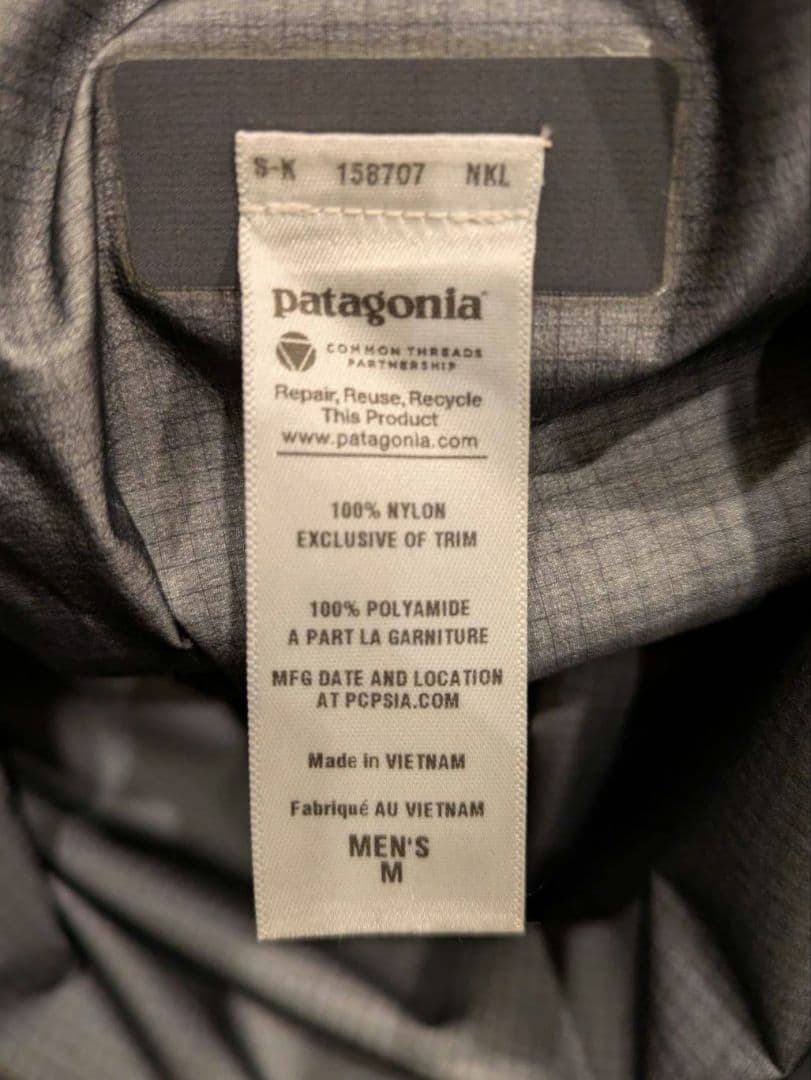 S-K 158707 NKL
patagonia
COMMON THREADS
PARTNERSHIP
Repair, Reuse, Recycle
This Product
www.patagonia.com
100% NYLON
EXCLUSIVE OF TRIM
100% POLYAMIDE
A PART LA GARNITURE
MFG DATE AND LOCATION
AT PCPSIA.COM
Made in VIETNAM
Fabriqué AU VIETNAM
MEN'S
M